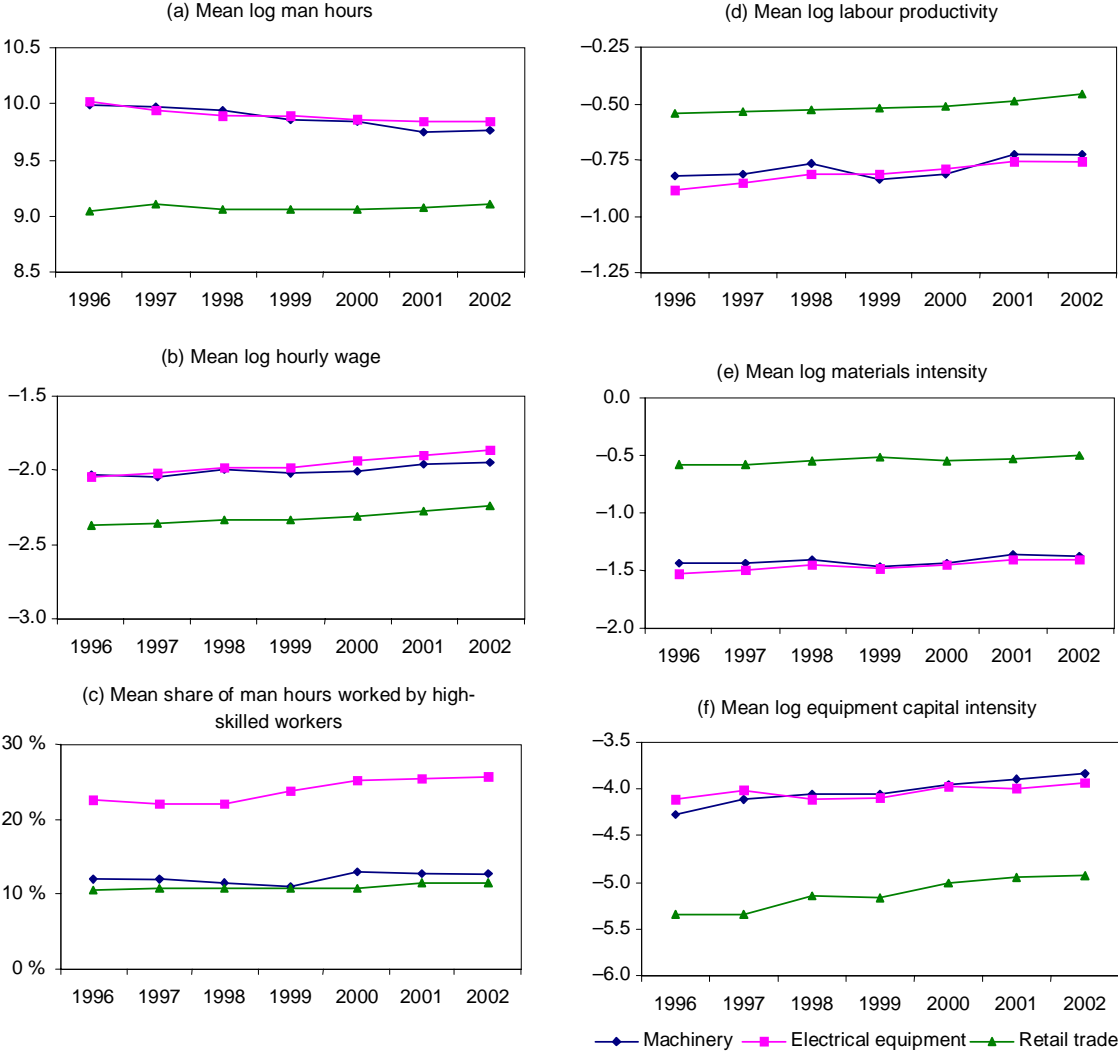 (a) Mean log man hours
10.5
10.0
9.5
9.0
8.5
1996 1997 1998 1999 2000 2001 2002
(b) Mean log hourly wage
–1.5
–2.0
–2.5
–3.0
1996 1997 1998 1999 2000 2001 2002
(c) Mean share of man hours worked by high-
skilled workers
30 %
20 %
10 %
0 %
1996 1997 1998 1999 2000 2001 2002
(d) Mean log labour productivity
–0.25
–0.50
–0.75
–1.00
–1.25
1996 1997 1998 1999 2000 2001 2002
(e) Mean log materials intensity
0.0
–0.5
–1.0
–1.5
–2.0
1996 1997 1998 1999 2000 2001 2002
(f) Mean log equipment capital intensity
–3.5
–4.0
–4.5
–5.0
–5.5
–6.0
1996 1997 1998 1999 2000 2001 2002
Machinery Electrical equipment Retail trade